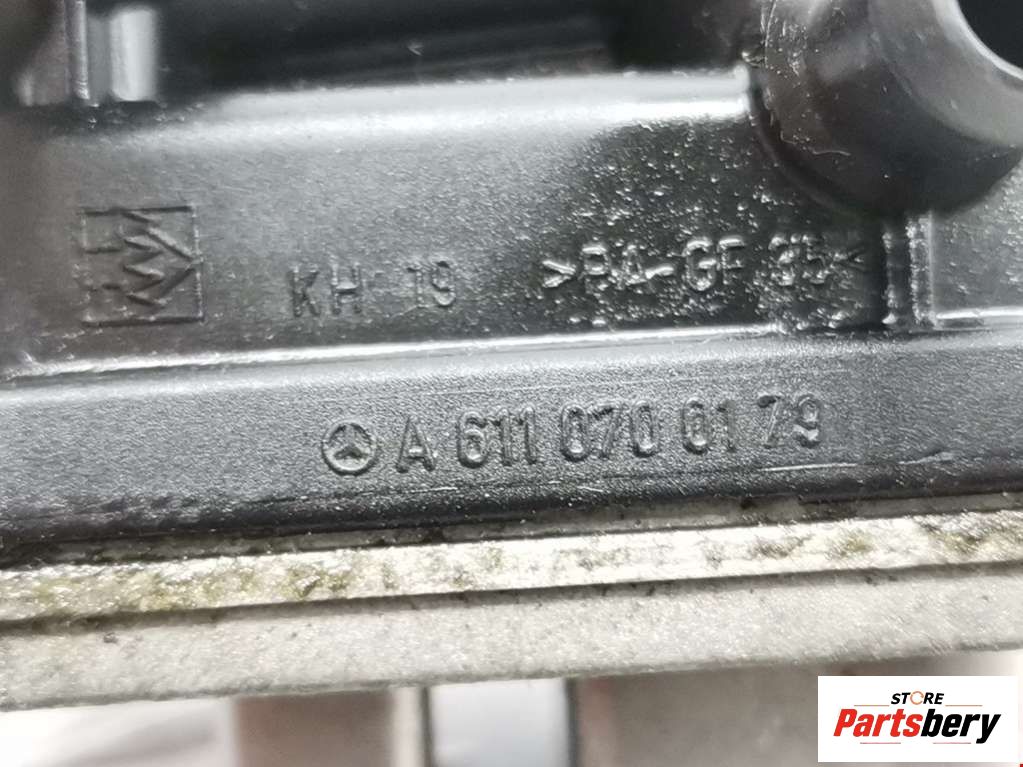 KH 19 >PA-GF 35<
A 611 070 01 79
STORE
Partsbery